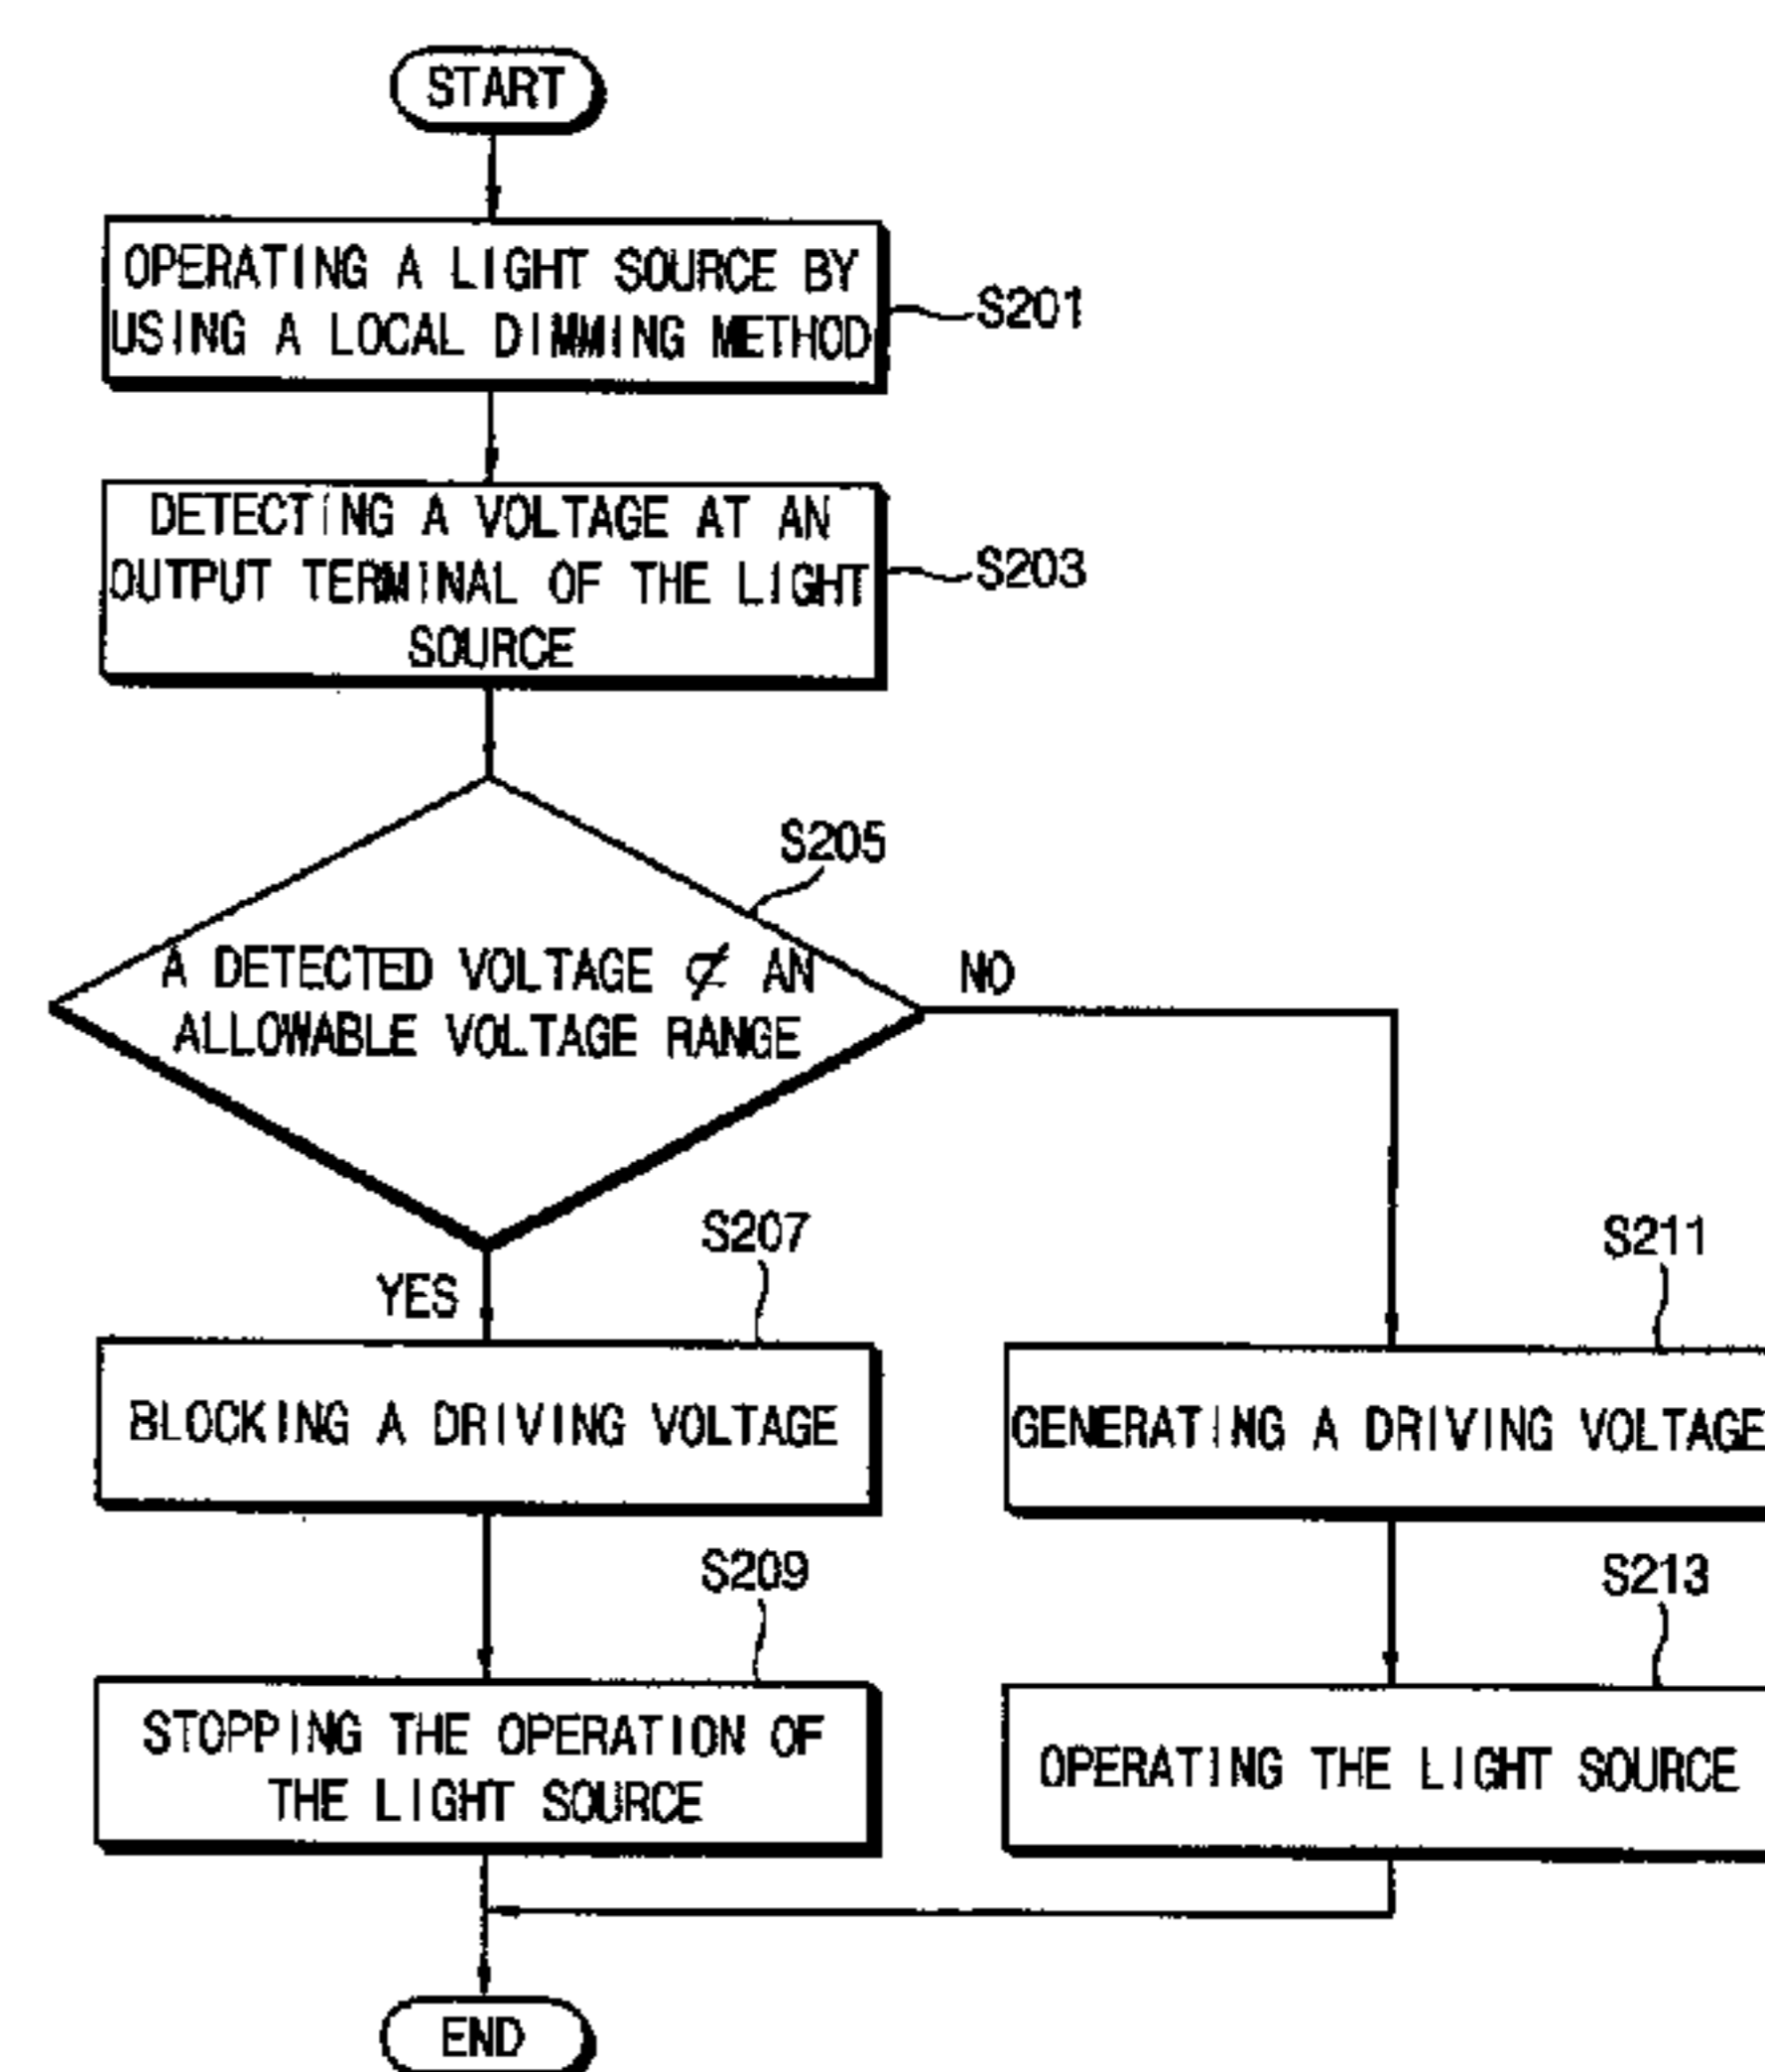 START
OPERATING A LIGHT SOURCE BY
USING A LOCAL DIMMING METHOD
S201
DETECTING A VOLTAGE AT AN
OUTPUT TERMINAL OF THE LIGHT
SOURCE
S203
S205
A DETECTED VOLTAGE ⊄ AN
ALLOWABLE VOLTAGE RANGE
NO
YES
S207
BLOCKING A DRIVING VOLTAGE
S211
GENERATING A DRIVING VOLTAGE
S209
STOPPING THE OPERATION OF
THE LIGHT SOURCE
S213
OPERATING THE LIGHT SOURCE
END